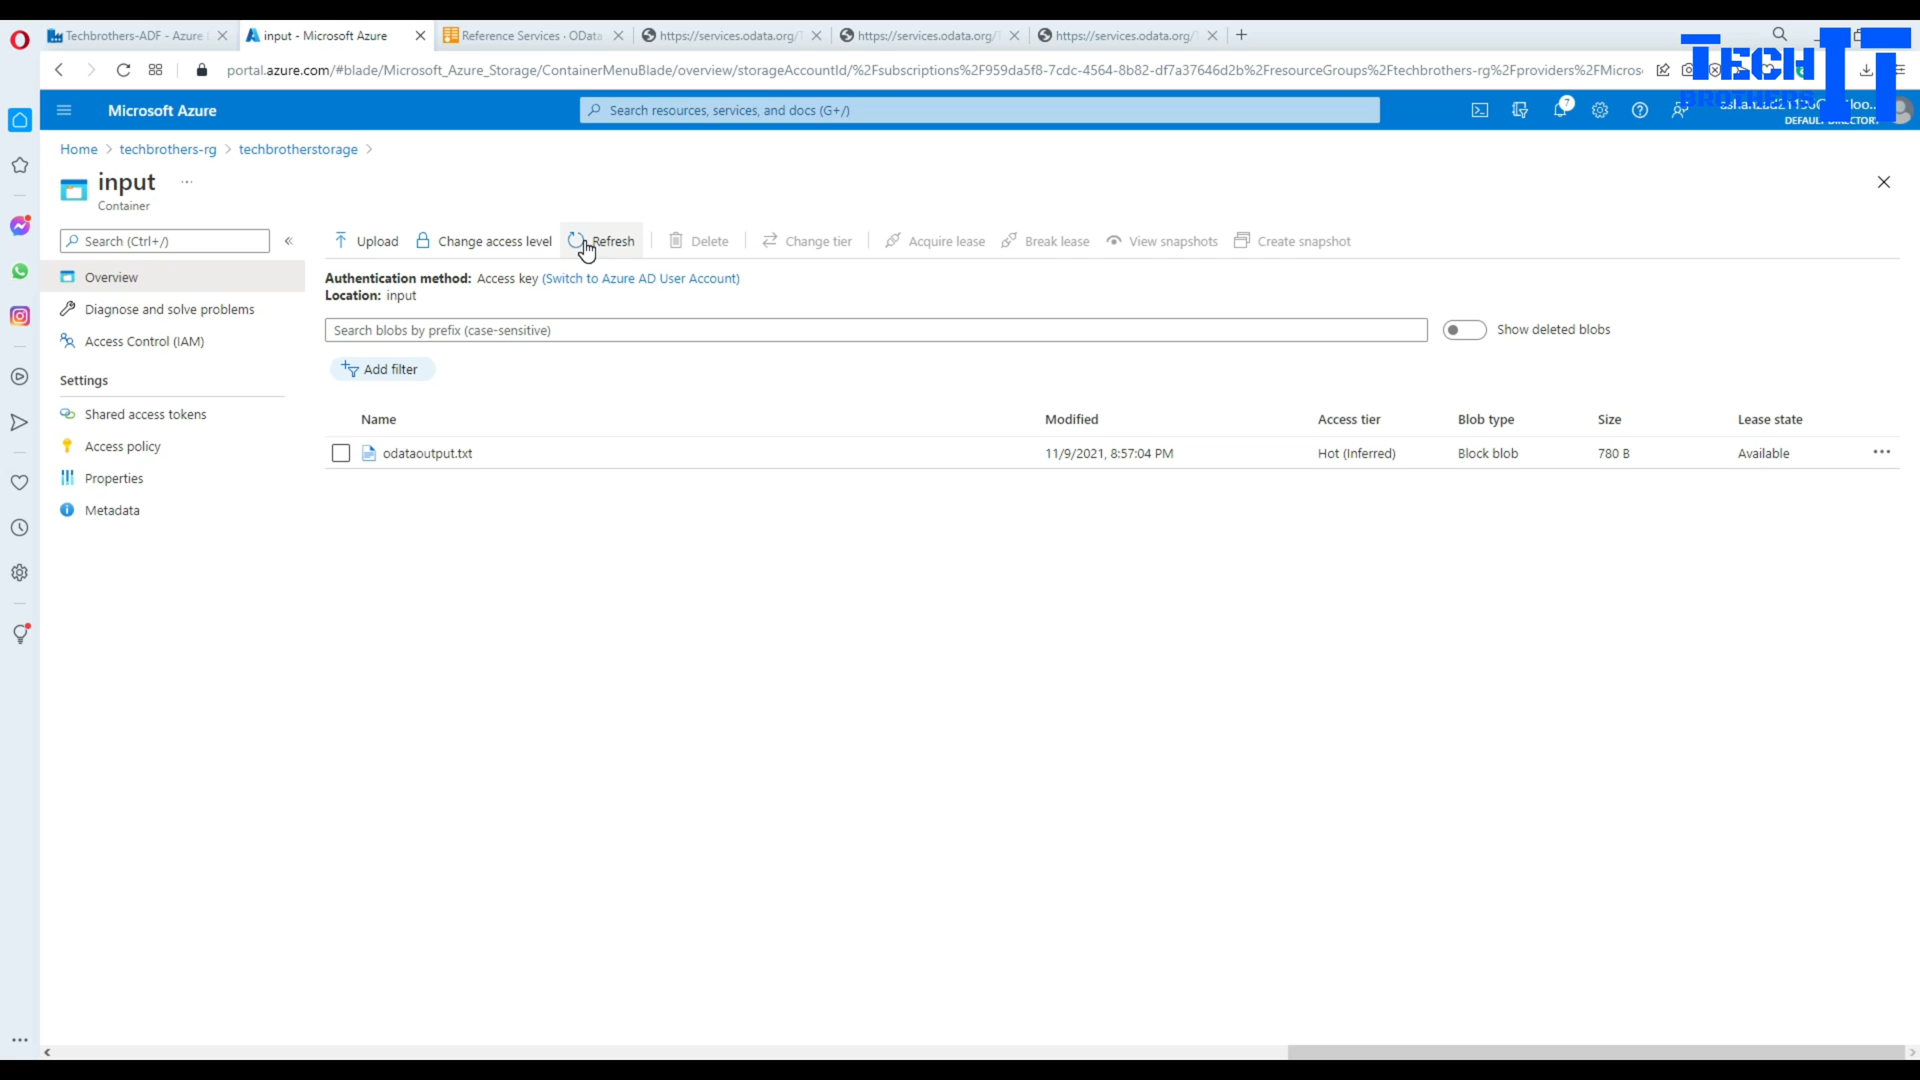 Techbrothers-ADF - Azure
input - Microsoft Azure
Reference Services · OData
https://services.odata.org/T
https://services.odata.org/T
https://services.odata.org/T
portal.azure.com/#blade/Microsoft_Azure_Storage/ContainerMenuBlade/overview/storageAccountId/%2Fsubscriptions%2F959da5f8-7cdc-4564-8b82-df7a37646d2b%2FresourceGroups%2Ftechbrothers-rg%2Fproviders%2FMicros
TECH IT
BROTHERS
Microsoft Azure
Search resources, services, and docs (G+/)
7
DEFAULT DIRECTORY
Home > techbrothers-rg > techbrotherstorage >
input ...
Container
Search (Ctrl+/)
«
Upload
Change access level
Refresh
Delete
Change tier
Acquire lease
Break lease
View snapshots
Create snapshot
Overview
Diagnose and solve problems
Access Control (IAM)
Settings
Shared access tokens
Access policy
Properties
Metadata
Authentication method: Access key (Switch to Azure AD User Account)
Location: input
Search blobs by prefix (case-sensitive)
Show deleted blobs
Add filter
Name Modified Access tier Blob type Size Lease state
odataoutput.txt 11/9/2021, 8:57:04 PM Hot (Inferred) Block blob 780 B Available ...